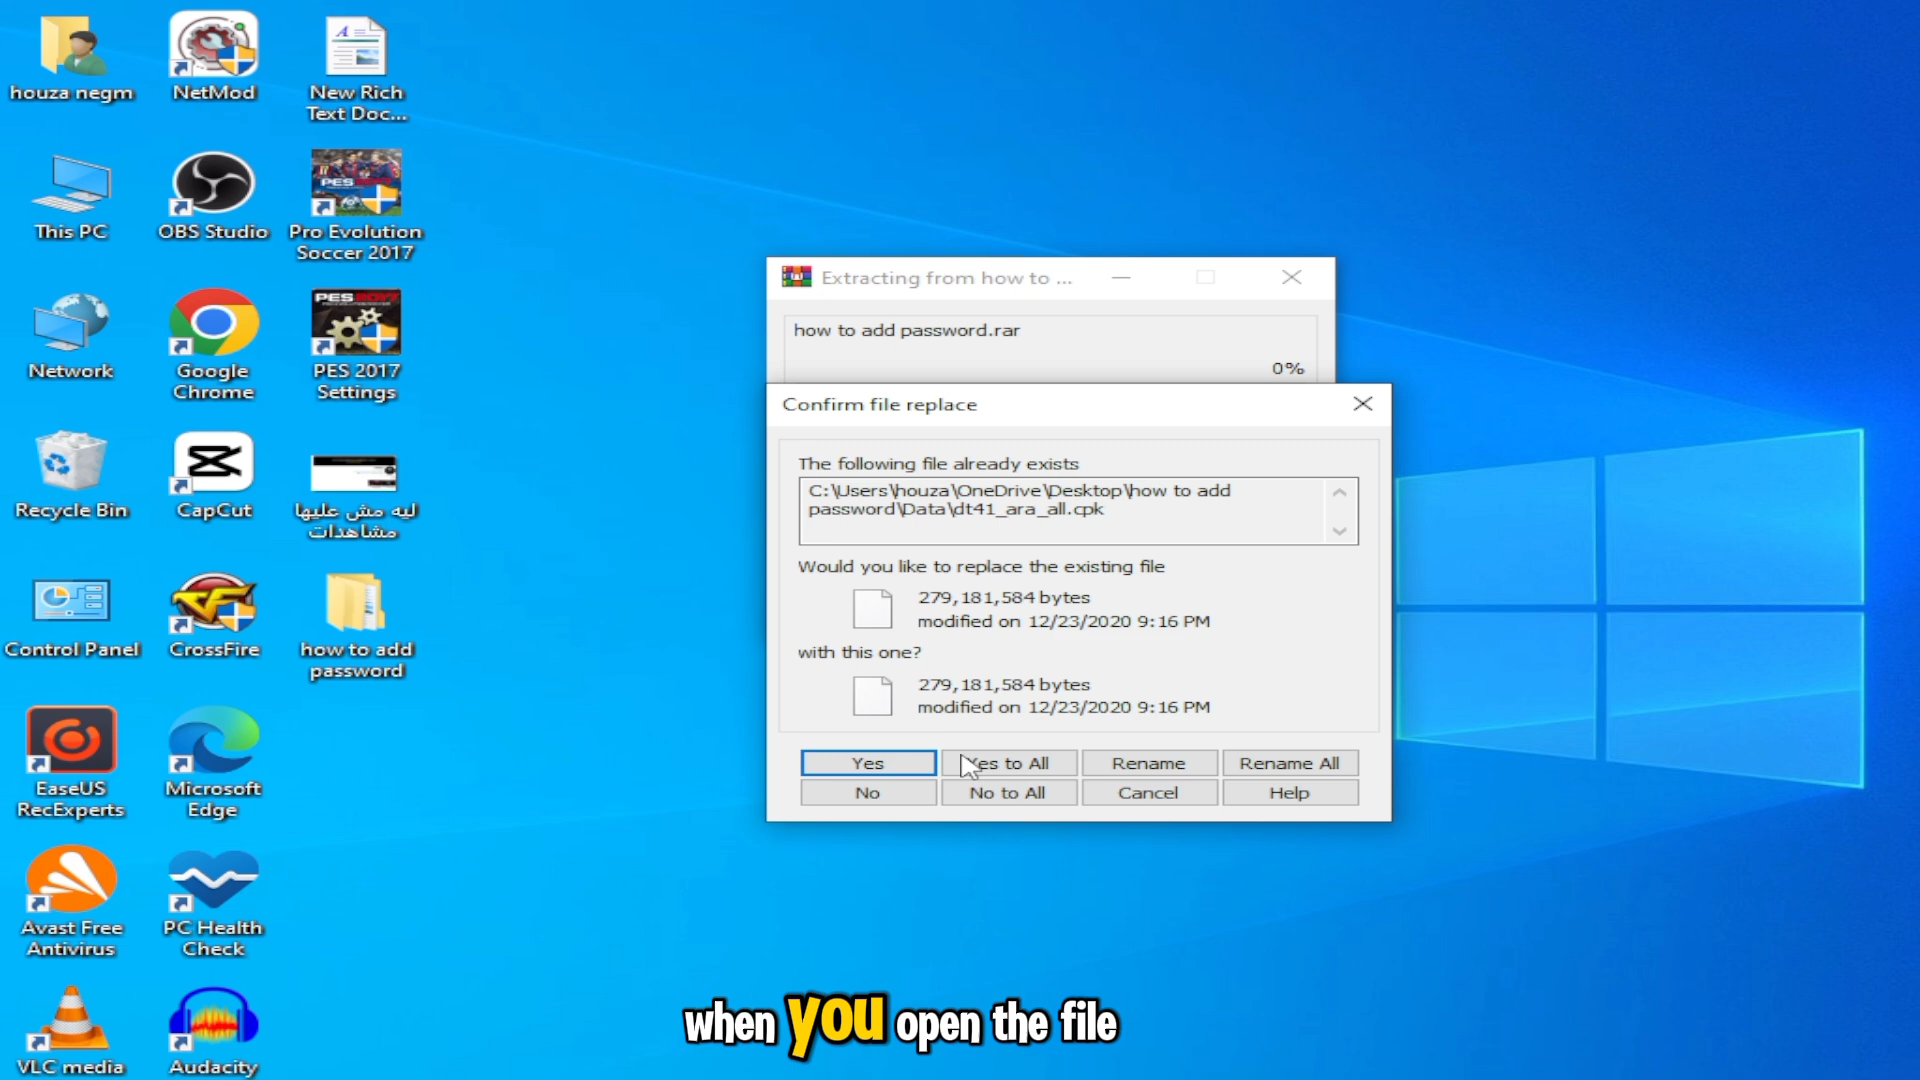 houza negm
NetMod
New Rich
Text Doc...
This PC
OBS Studio
Pro Evolution
Soccer 2017
Network
Google
Chrome
PES 2017
Settings
Recycle Bin
CapCut
ليه مش عليها
مشاهدات
Control Panel
CrossFire
how to add
password
EaseUS
RecExperts
Microsoft
Edge
Avast Free
Antivirus
PC Health
Check
VLC media
Audacity
Extracting from how to ...
how to add password.rar
0%
Confirm file replace
The following file already exists
C:\Users\houza\OneDrive\Desktop\how to add
password\Data\dt41_ara_all.cpk
Would you like to replace the existing file
279,181,584 bytes
modified on 12/23/2020 9:16 PM
with this one?
279,181,584 bytes
modified on 12/23/2020 9:16 PM
Yes
Yes to All
Rename
Rename All
No
No to All
Cancel
Help
when you open the file